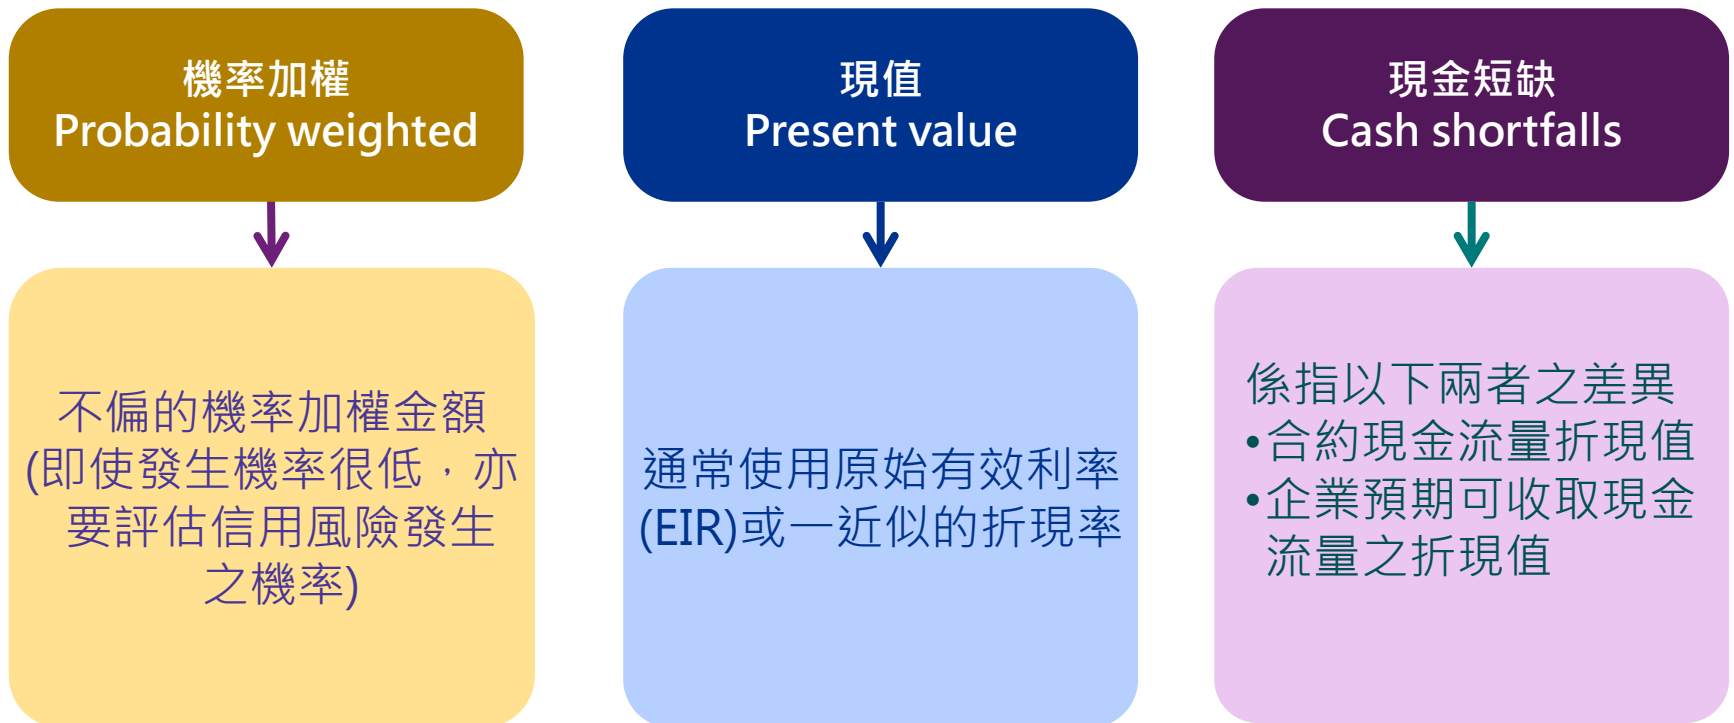 機率加權
Probability weighted
不偏的機率加權金額
(即使發生機率很低，亦
要評估信用風險發生
之機率)
現值
Present value
通常使用原始有效利率
(EIR)或一近似的折現率
現金短缺
Cash shortfalls
係指以下兩者之差異
•合約現金流量折現值
•企業預期可收取現金
流量之折現值